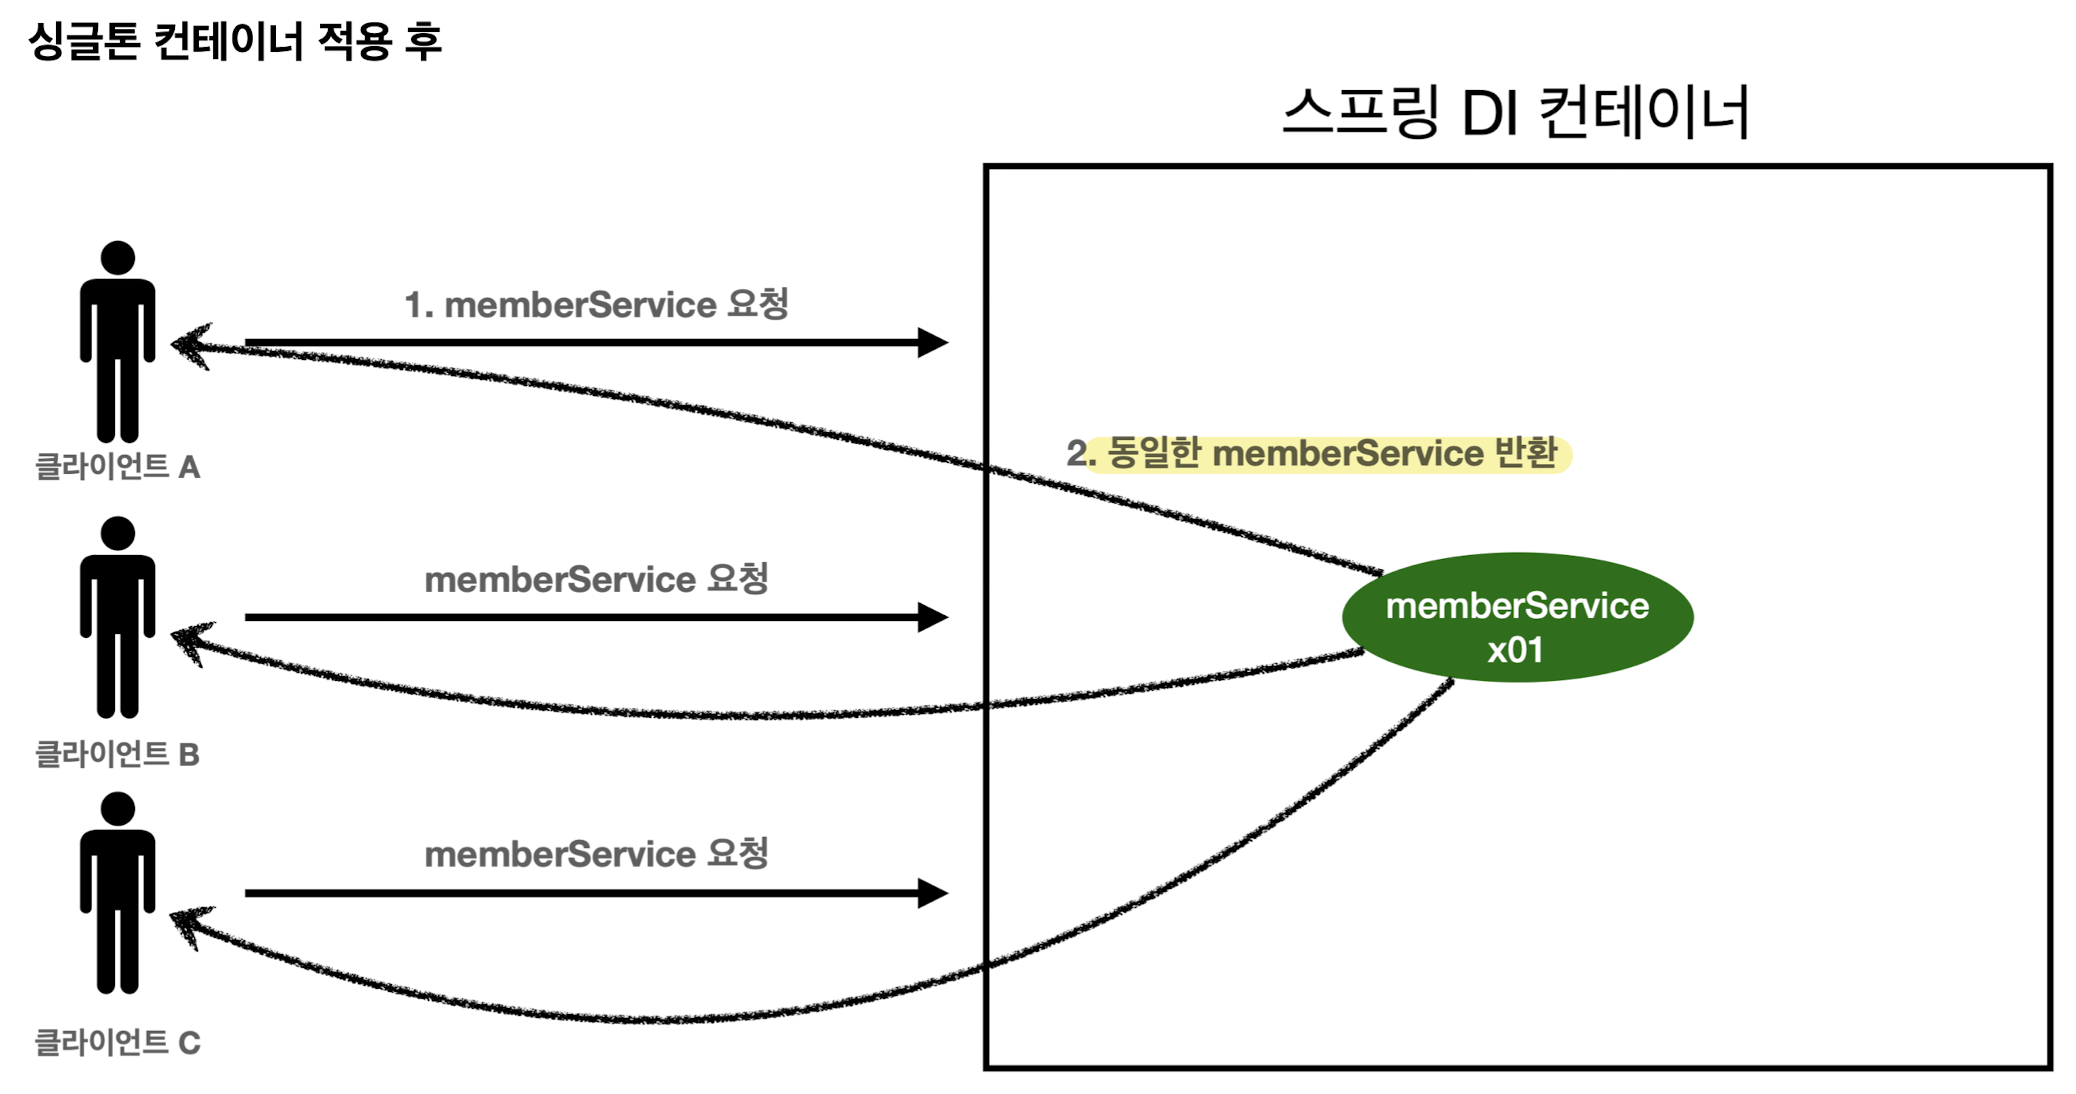 싱글톤 컨테이너 적용 후
스프링 DI 컨테이너
1. memberService 요청
클라이언트 A
2. 동일한 memberService 반환
memberService 요청
memberService
x01
클라이언트 B
memberService 요청
클라이언트 C